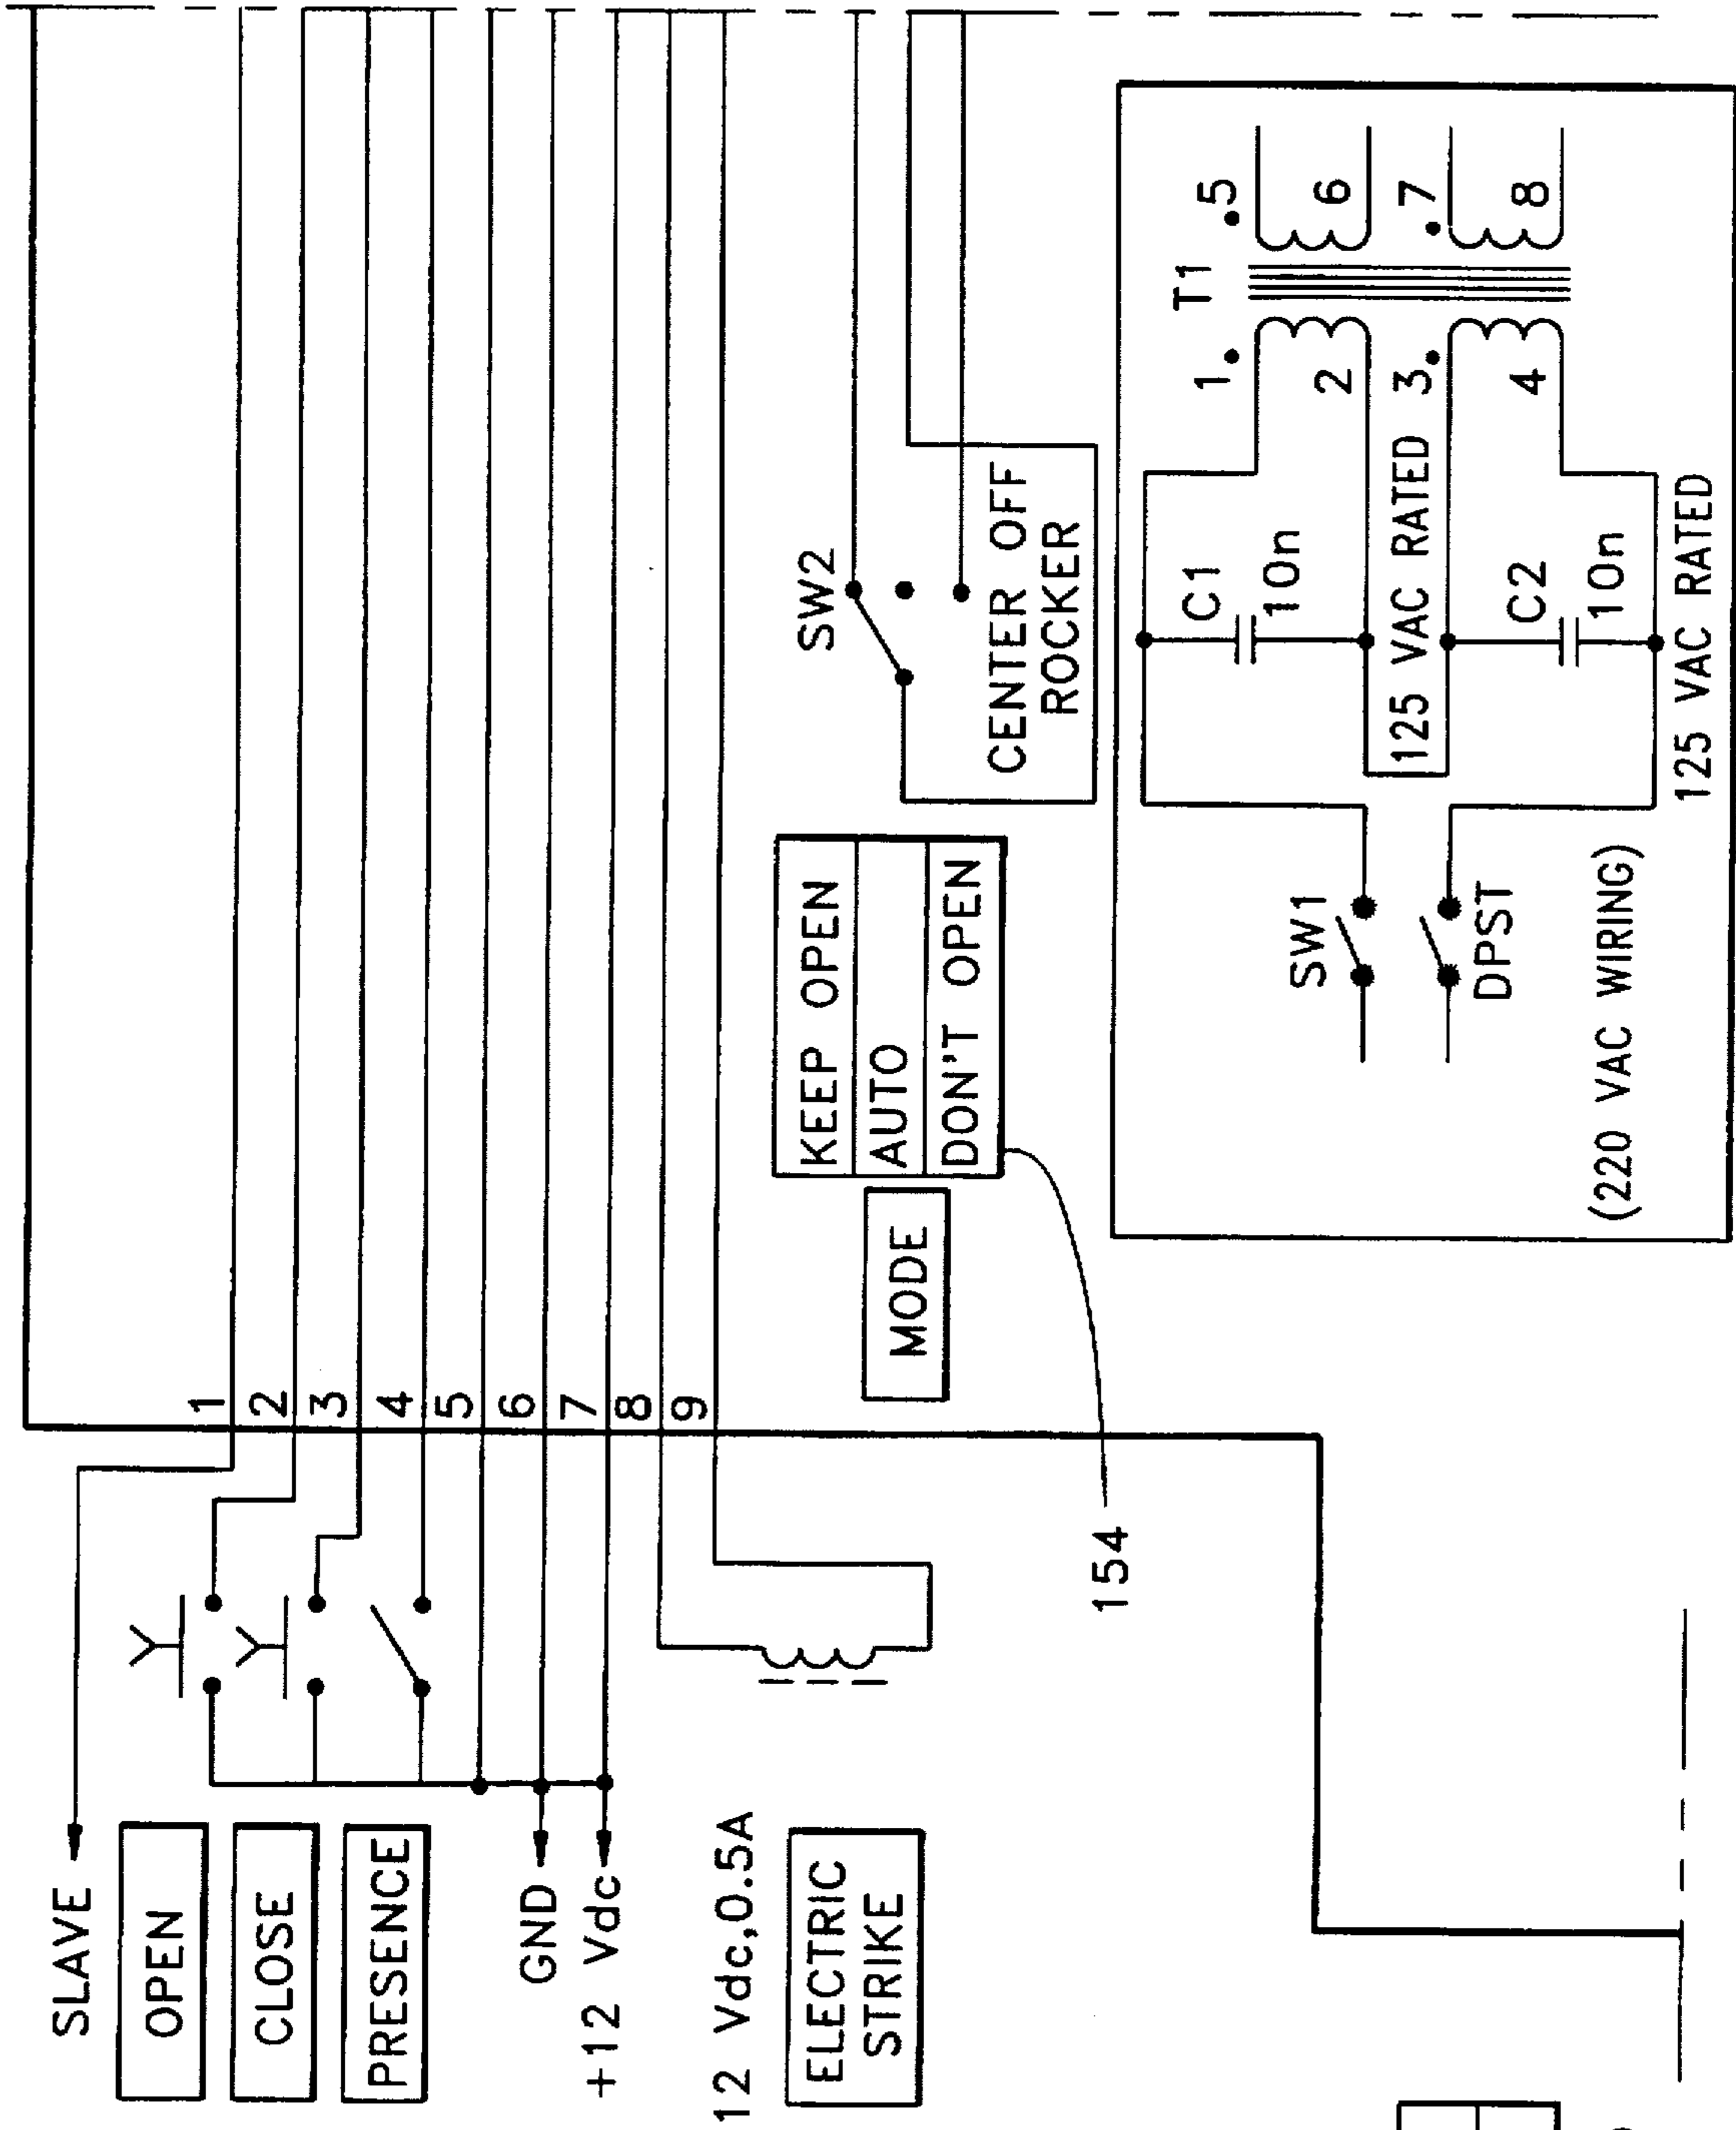 SLAVE
OPEN
CLOSE
PRESENCE
GND
+12 Vdc
12 Vdc,0.5A
ELECTRIC
STRIKE
1
2
3
4
5
6
7
8
9
154
MODE
KEEP OPEN
AUTO
DON'T OPEN
SW2
CENTER OFF
ROCKER
SW1
DPST
(220 VAC WIRING)
C1
10n
125 VAC RATED
C2
10n
125 VAC RATED
T1
1
2
3
4
5
6
7
8